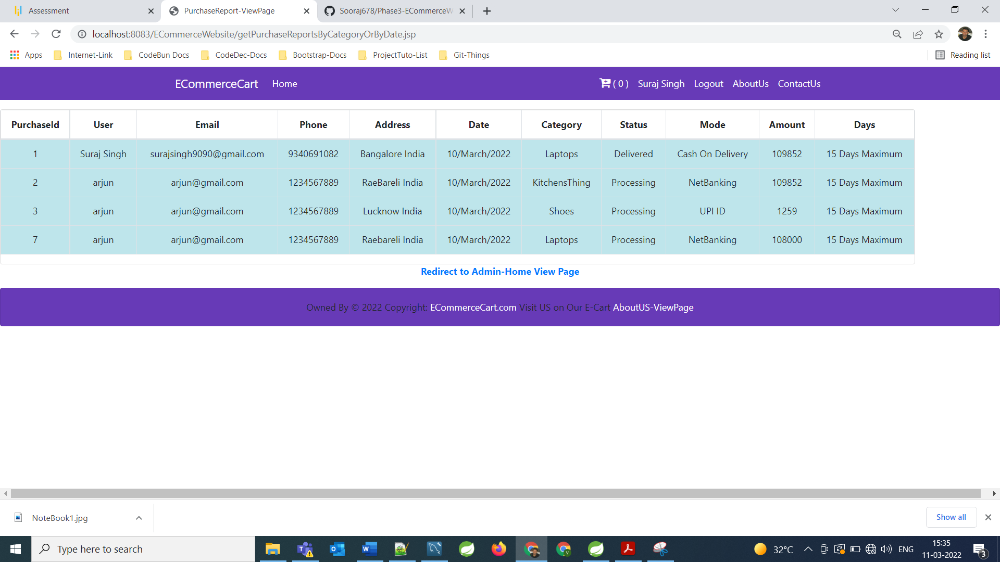 Assessment
PurchaseReport-ViewPage
Sooraj678/Phase3-ECommerceW
localhost:8083/ECommerceWebsite/getPurchaseReportsByCategoryOrByDate.jsp
Apps Internet-Link CodeBun Docs CodeDec-Docs Bootstrap-Docs ProjectTuto-List Git-Things Reading list
ECommerceCart Home ( 0 ) Suraj Singh Logout AboutUs ContactUs
PurchaseId User Email Phone Address Date Category Status Mode Amount Days
1 Suraj Singh surajsingh9090@gmail.com 9340691082 Bangalore India 10/March/2022 Laptops Delivered Cash On Delivery 109852 15 Days Maximum
2 arjun arjun@gmail.com 1234567889 RaeBareli India 10/March/2022 KitchensThing Processing NetBanking 109852 15 Days Maximum
3 arjun arjun@gmail.com 1234567889 Lucknow India 10/March/2022 Shoes Processing UPI ID 1259 15 Days Maximum
7 arjun arjun@gmail.com 1234567889 Raebareli India 10/March/2022 Laptops Processing NetBanking 108000 15 Days Maximum
Redirect to Admin-Home View Page
Owned By © 2022 Copyright: ECommerceCart.com Visit US on Our E-Cart AboutUS-ViewPage
NoteBook1.jpg Show all
Type here to search 32°C ENG 15:35
11-03-2022 3